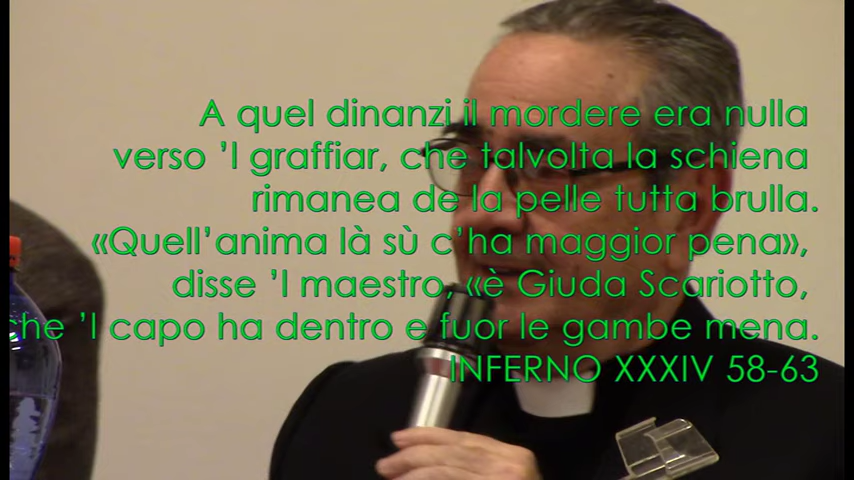 A quel dinanzi il mordere era nulla
verso ’l graffiar, che talvolta la schiena
rimanea de la pelle tutta brulla.
«Quell’anima là sù c’ha maggior pena»,
disse ’l maestro, «è Giuda Scariotto,
che ’l capo ha dentro e fuor le gambe mena.
INFERNO XXXIV 58-63